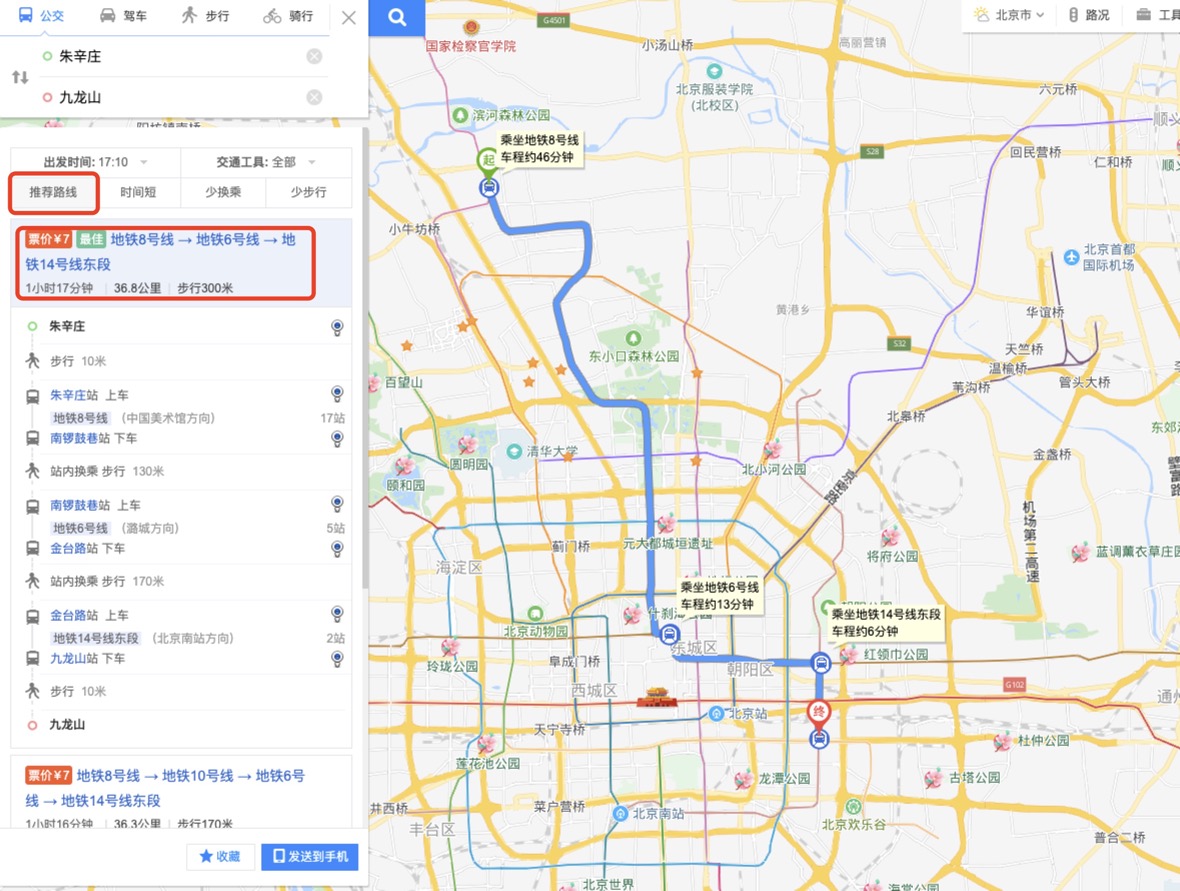 公交
驾车
步行
骑行
朱辛庄
九龙山
出发时间: 17:10
交通工具: 全部
推荐路线
时间短
少换乘
少步行
票价¥7 最佳 地铁8号线 → 地铁6号线 → 地
铁14号线东段
1小时17分钟 | 36.8公里 | 步行300米
朱辛庄
步行 10米
朱辛庄站 上车
地铁8号线 (中国美术馆方向) 17站
南锣鼓巷站 下车
站内换乘 步行 130米
南锣鼓巷站 上车
地铁6号线 (潞城方向) 5站
金台路站 下车
站内换乘 步行 170米
金台路站 上车
地铁14号线东段 (北京南站方向) 2站
九龙山站 下车
步行 10米
九龙山
票价¥7 地铁8号线 → 地铁10号线 → 地铁6号
线 → 地铁14号线东段
1小时16分钟 | 36.3公里 | 步行170米
收藏
发送到手机
北京市
路况
工具
G4501
国家检察官学院
小汤山桥
高丽营镇
北京服装学院
(北校区)
六元桥
滨河森林公园
乘坐地铁8号线
车程约46分钟
起
S28
回民营桥
仁和桥
小牛坊桥
北京首都
国际机场
黄港乡
华谊桥
东小口森林公园
S32
天竺桥
温榆桥
苇沟桥
管头大桥
百望山
北皋桥
圆明园
清华大学
北小河公园
金盏桥
颐和园
京密路
机场第二高速
元大都城垣遗址
蓟门桥
将府公园
蓝调薰衣草庄园
海淀区
乘坐地铁6号线
车程约13分钟
什刹海公园
乘坐地铁14号线东段
车程约6分钟
北京动物园
东城区
红领巾公园
玲珑公园
阜成门桥
朝阳区
西城区
G102
通州
终
北京站
天宁寺桥
杜仲公园
莲花池公园
龙潭公园
古塔公园
井西桥
菜户营桥
北京南站
北京欢乐谷
丰台区
普合二桥
北京世界
海棠公园